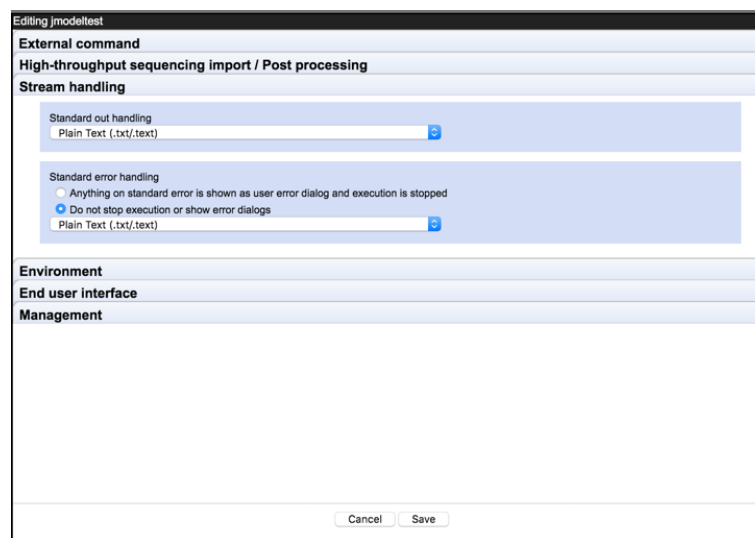 Editing jmodeltest
External command
High-throughput sequencing import / Post processing
Stream handling
Standard out handling
Plain Text (.txt/.text)
Standard error handling
Anything on standard error is shown as user error dialog and execution is stopped
Do not stop execution or show error dialogs
Plain Text (.txt/.text)
Environment
End user interface
Management
Cancel Save